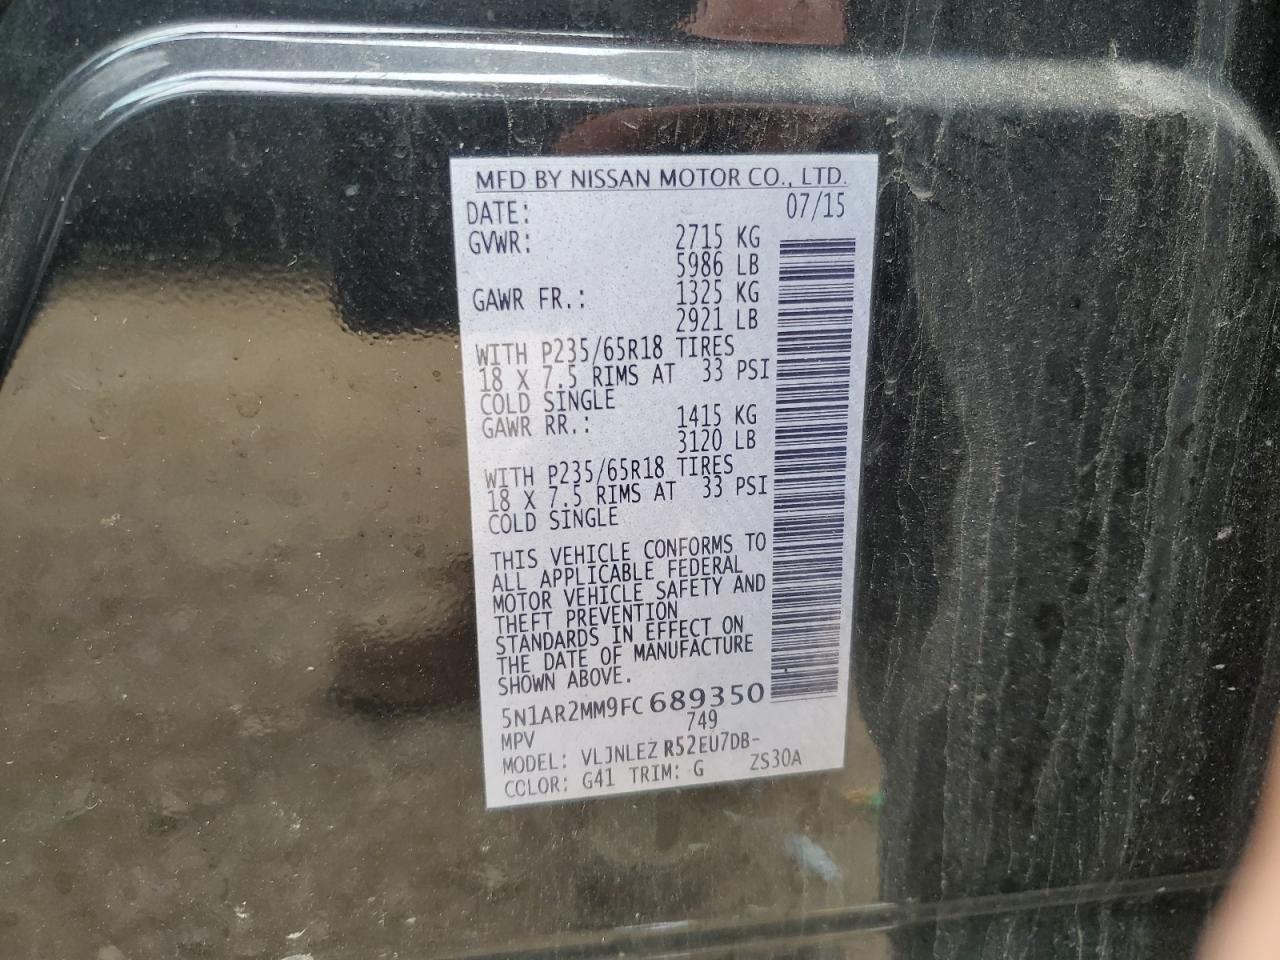 MFD BY NISSAN MOTOR CO., LTD.
DATE: 07/15
GVWR: 2715 KG
5986 LB
GAWR FR.: 1325 KG
2921 LB
WITH P235/65R18 TIRES
18 X 7.5 RIMS AT 33 PSI
COLD SINGLE
GAWR RR.: 1415 KG
3120 LB
WITH P235/65R18 TIRES
18 X 7.5 RIMS AT 33 PSI
COLD SINGLE
THIS VEHICLE CONFORMS TO
ALL APPLICABLE FEDERAL
MOTOR VEHICLE SAFETY AND
THEFT PREVENTION
STANDARDS IN EFFECT ON
THE DATE OF MANUFACTURE
SHOWN ABOVE.
5N1AR2MM9FC689350
MPV 749
MODEL: VLJNLEZ R52EU7DB-
COLOR: G41 TRIM: G ZS30A